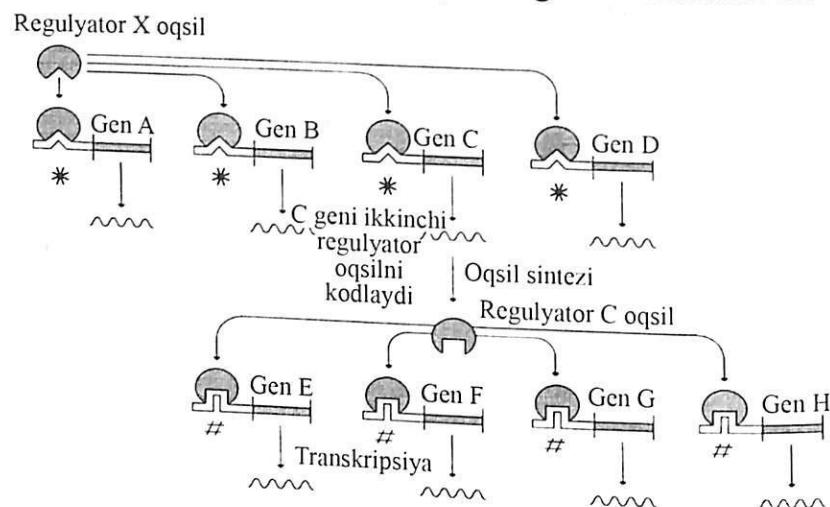 Regulyator X oqsil
Gen A
Gen B
Gen C
Gen D
*
*
*
*
C geni ikkinchi
regulyator
oqsilni
kodlaydi
Oqsil sintezi
Regulyator C oqsil
Gen E
Gen F
Gen G
Gen H
#
#
#
#
Transkripsiya